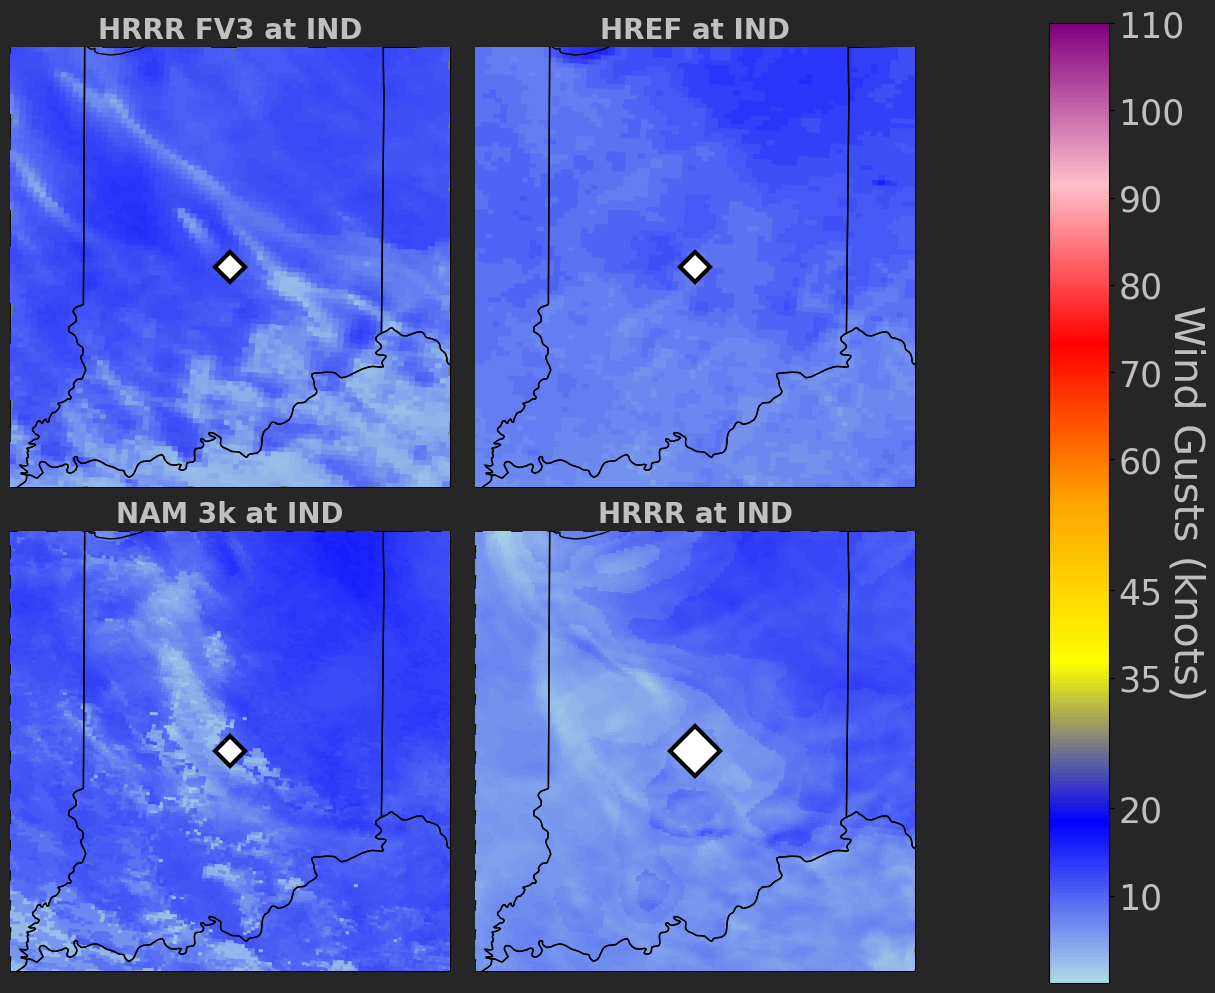 HRRR FV3 at IND
HREF at IND
NAM 3k at IND
HRRR at IND
110
100
90
80
70
60
45
35
20
10
Wind Gusts (knots)